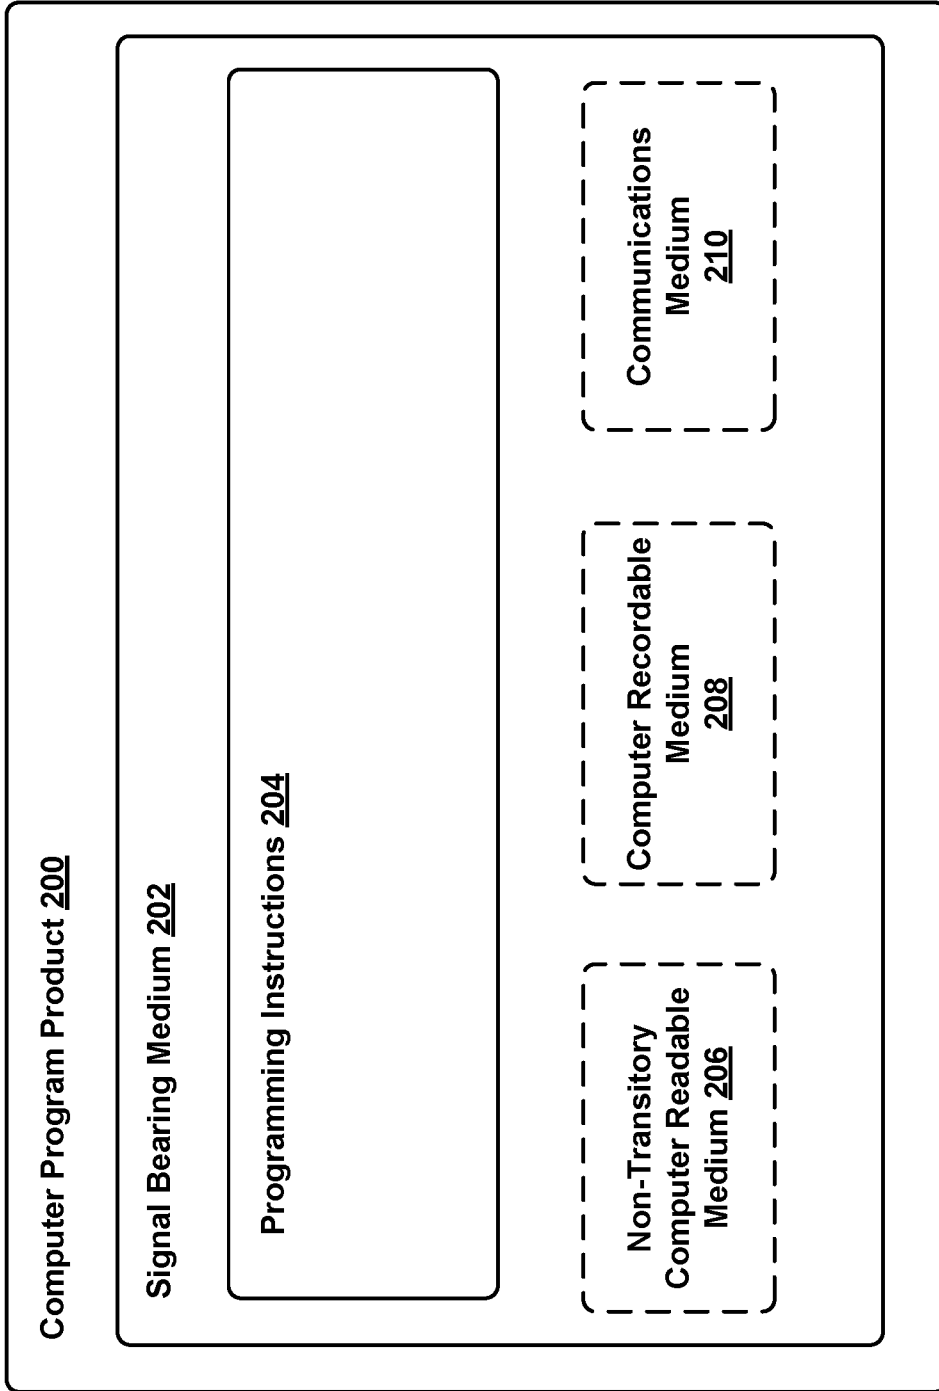 Computer Program Product 200
Signal Bearing Medium 202
Programming Instructions 204
Non-Transitory
Computer Readable
Medium 206
Computer Recordable
Medium
208
Communications
Medium
210